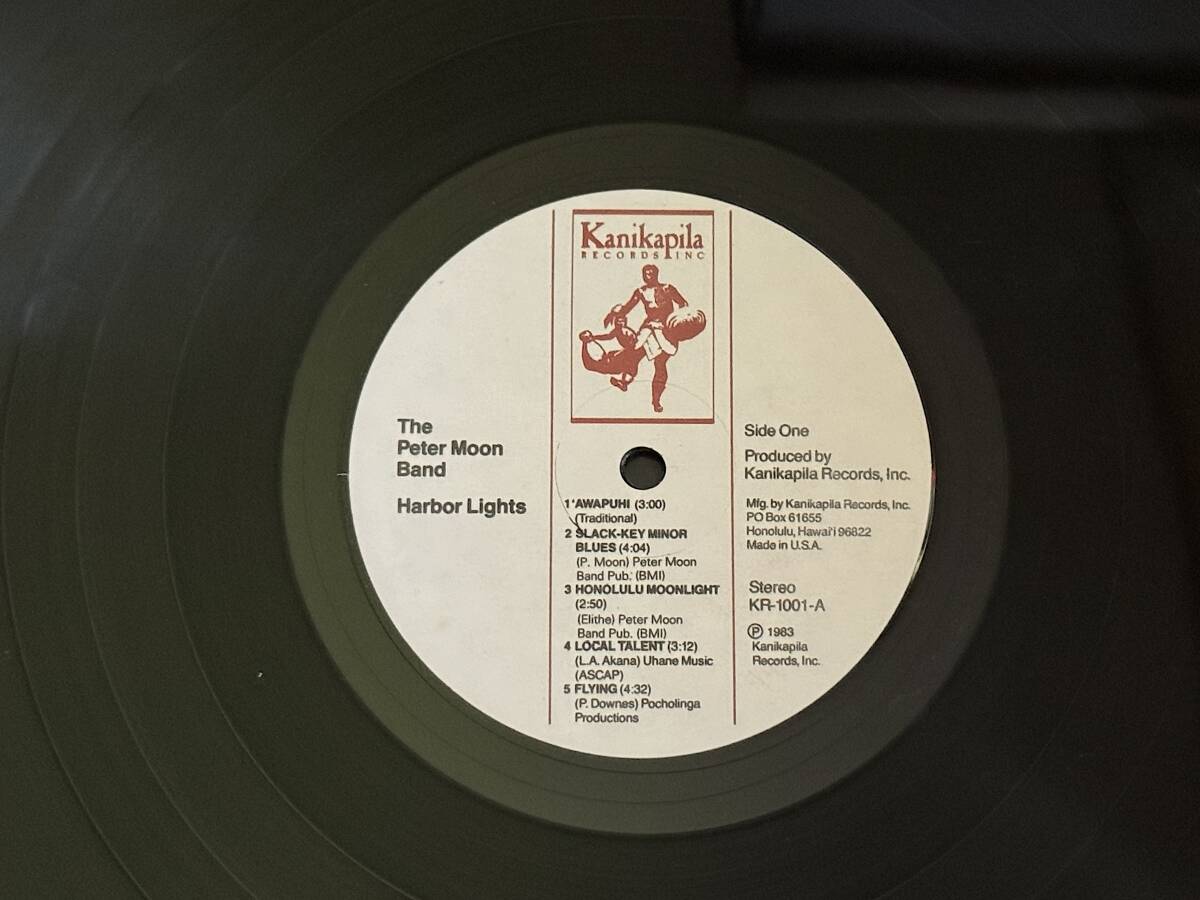 Kanikapila
RECORDS INC
The
Peter Moon
Band
Harbor Lights
1 'AWAPUHI (3:00)
(Traditional)
2 SLACK-KEY MINOR
BLUES (4:04)
(P. Moon) Peter Moon
Band Pub. (BMI)
3 HONOLULU MOONLIGHT
(2:50)
(Elithe) Peter Moon
Band Pub. (BMI)
4 LOCAL TALENT (3:12)
(L.A. Akana) Uhane Music
(ASCAP)
5 FLYING (4:32)
(P. Downes) Pocholinga
Productions
Side One
Produced by
Kanikapila Records, Inc.
Mfg. by Kanikapila Records, Inc.
PO Box 61655
Honolulu, Hawai'i 96822
Made in U.S.A.
Stereo
KR-1001-A
Ⓟ 1983
Kanikapila
Records, Inc.